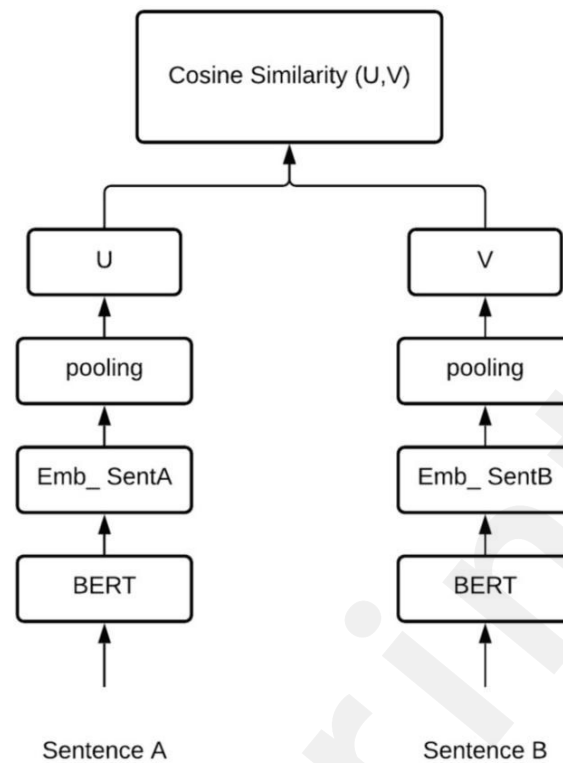 Cosine Similarity (U,V)
U
V
pooling
pooling
Emb_ SentA
Emb_ SentB
BERT
BERT
Sentence A
Sentence B